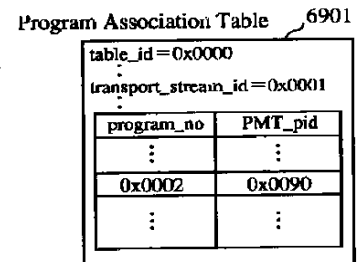 Program Association Table 6901
table_id=0x0000
⋮
transport_stream_id=0x0001
⋮
program_no PMT_pid
⋮ ⋮
0x0002 0x0090
⋮ ⋮